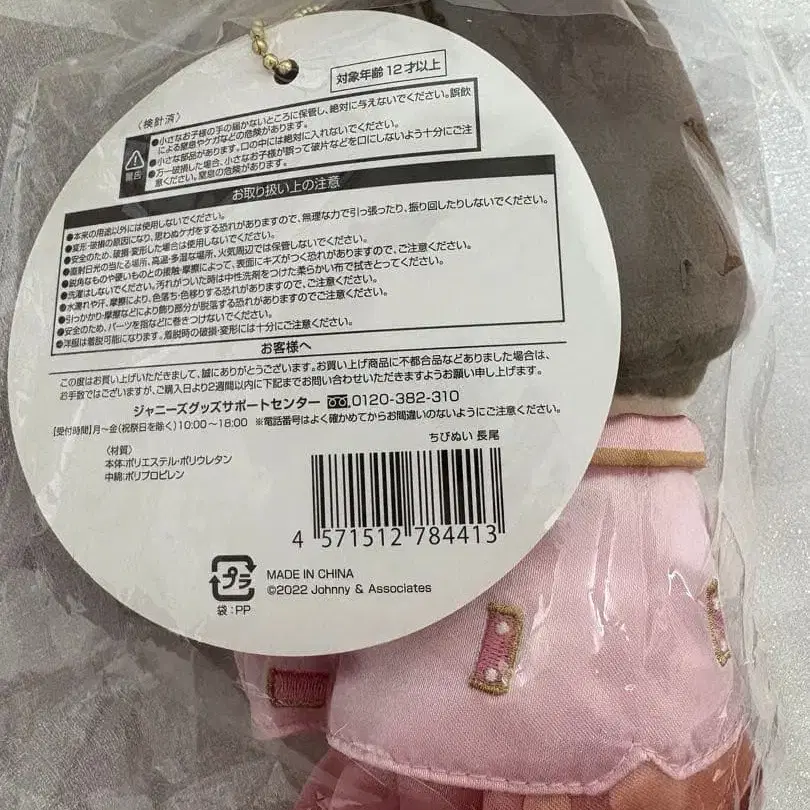 対象年齢12才以上
〈検針済〉
警告
●小さなお子様の手の届かないところに保管し、絶対に与えないでください。誤飲
による窒息やケガなどの危険があります。
●小さな部品があります。口の中には絶対に入れないでください。
●万一破損した場合、小さなお子様が誤って破片などを口にしないよう十分にご注
意ください。窒息の危険があります。
お取り扱い上の注意
●本来の用途以外には使用しないでください。
●変形・破損の原因になり、思わぬケガをする恐れがありますので、無理な力で引っ張ったり、振り回したりしないでください。
●安全のため、破損・変形した場合は使用しないでください。
●直射日光の当たる場所、高温・多湿な場所、火気周辺では保管しないでください。
●鋭角なものや硬いものとの接触・摩擦によって、表面にキズがつく恐れがありますので、ご注意ください。
●洗濯はしないでください。汚れがついた時は中性洗剤をつけた柔らかい布で拭きとってください。
●水濡れや汗、摩擦により、色落ち・色移りする恐れがありますので、ご注意ください。
●引っかかり・摩擦などにより飾り部分が脱落する恐れがありますのでご注意ください。
●安全のため、パーツを指などに巻きつけないでください。
●洋服は着脱可能になります。着脱時の破損・変形には十分にご注意ください。
お客様へ
この度はお買い上げいただきまして、誠にありがとうございます。お買い上げ商品に不都合品などありました場合は、
お手数ではございますが、ご購入日より2週間以内に下記までお問い合わせいただきますようお願い申し上げます。
ジャニーズグッズサポートセンター 0120-382-310
【受付時間】月〜金(祝祭日を除く)10:00〜18:00 ※電話番号はよく確かめてからお間違いのないようにご注意ください。
〈材質〉
本体:ポリエステル・ポリウレタン
中綿:ポリプロピレン
ちびぬい 長尾
4 571512 784413
プラ
袋:PP
MADE IN CHINA
©2022 Johnny & Associates